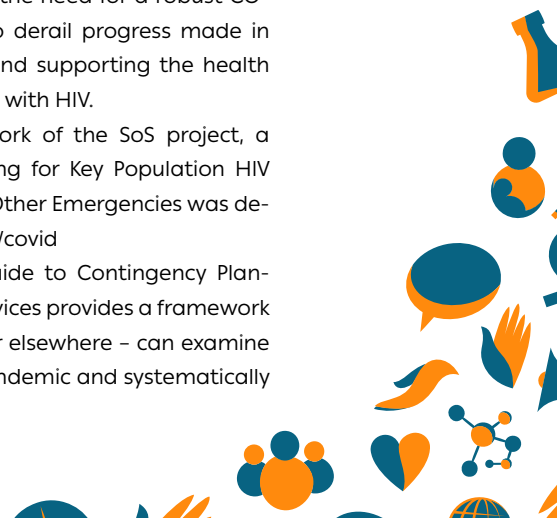 the need for a robust CO-
o derail progress made in
nd supporting the health
with HIV.
ork of the SoS project, a
ng for Key Population HIV
Other Emergencies was de-
/covid
uide to Contingency Plan-
vices provides a framework
r elsewhere – can examine
ndemic and systematically